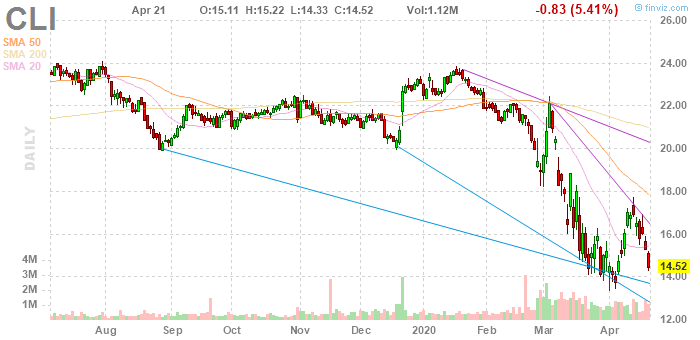 CLI
Apr 21 O:15.11 H:15.22 L:14.33 C:14.52 Vol:1.12M -0.83 (5.41%)
© finviz.com
SMA 50
SMA 200
SMA 20
DAILY
26.00
24.00
22.00
20.00
18.00
16.00
14.52
14.00
12.00
4M
3M
2M
1M
Aug Sep Oct Nov Dec 2020 Feb Mar Apr